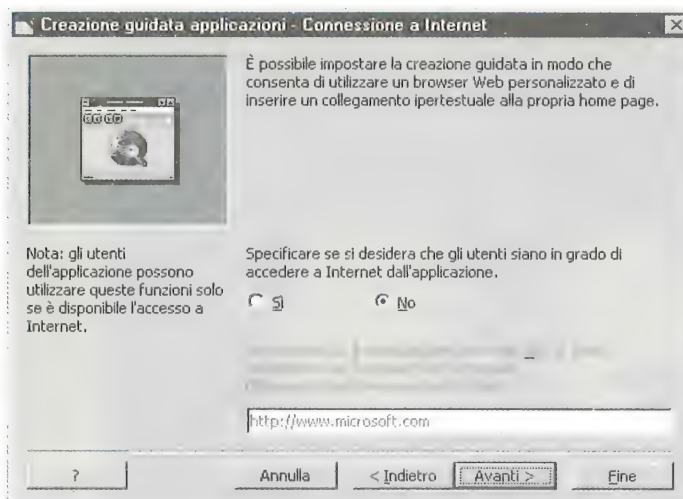 Creazione guidata applicazioni - Connessione a Internet
È possibile impostare la creazione guidata in modo che
consenta di utilizzare un browser Web personalizzato e di
inserire un collegamento ipertestuale alla propria home page.
Nota: gli utenti
dell'applicazione possono
utilizzare queste funzioni solo
se è disponibile l'accesso a
Internet.
Specificare se si desidera che gli utenti siano in grado di
accedere a Internet dall'applicazione.
Sì
No
http://www.microsoft.com
?
Annulla
< Indietro
Avanti >
Fine